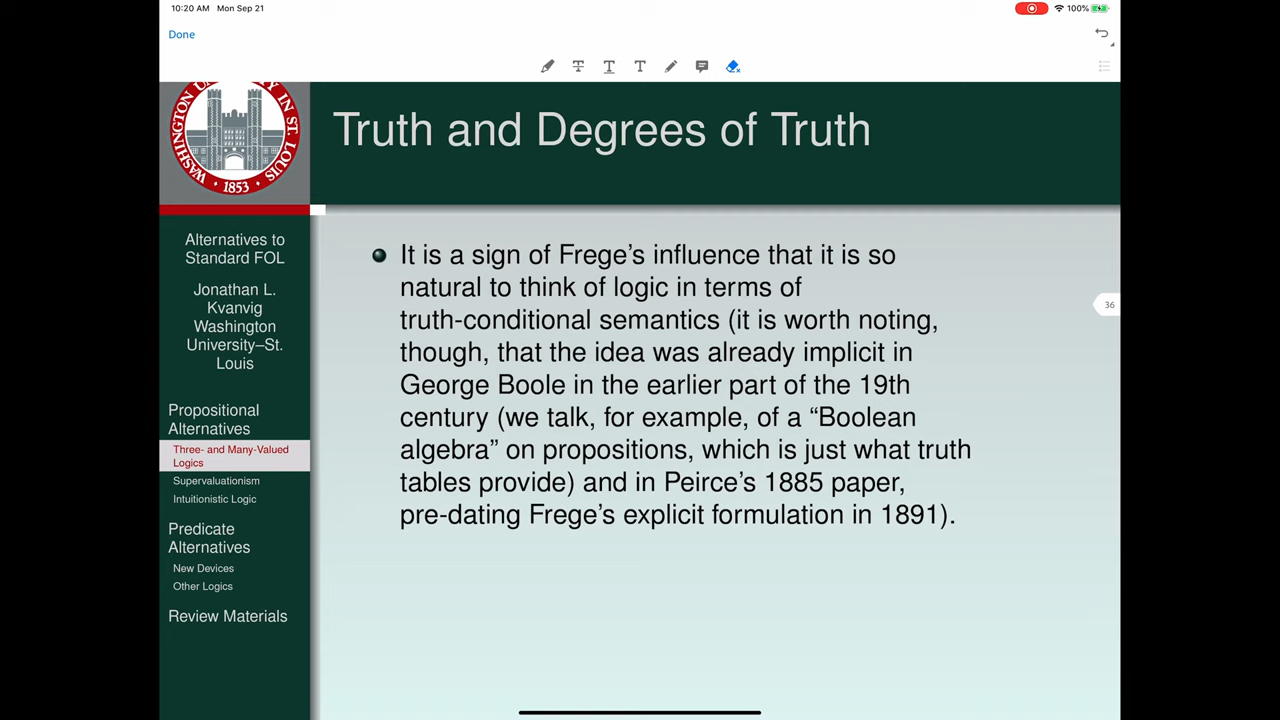 10:20 AM Mon Sep 21
100%
Done
Truth and Degrees of Truth
WASHINGTON UNIVERSITY IN ST. LOUIS
1853
Alternatives to
Standard FOL
Jonathan L.
Kvanvig
Washington
University–St.
Louis
Propositional
Alternatives
Three- and Many-Valued
Logics
Supervaluationism
Intuitionistic Logic
Predicate
Alternatives
New Devices
Other Logics
Review Materials
It is a sign of Frege's influence that it is so
natural to think of logic in terms of
truth-conditional semantics (it is worth noting,
though, that the idea was already implicit in
George Boole in the earlier part of the 19th
century (we talk, for example, of a “Boolean
algebra” on propositions, which is just what truth
tables provide) and in Peirce's 1885 paper,
pre-dating Frege's explicit formulation in 1891).
36